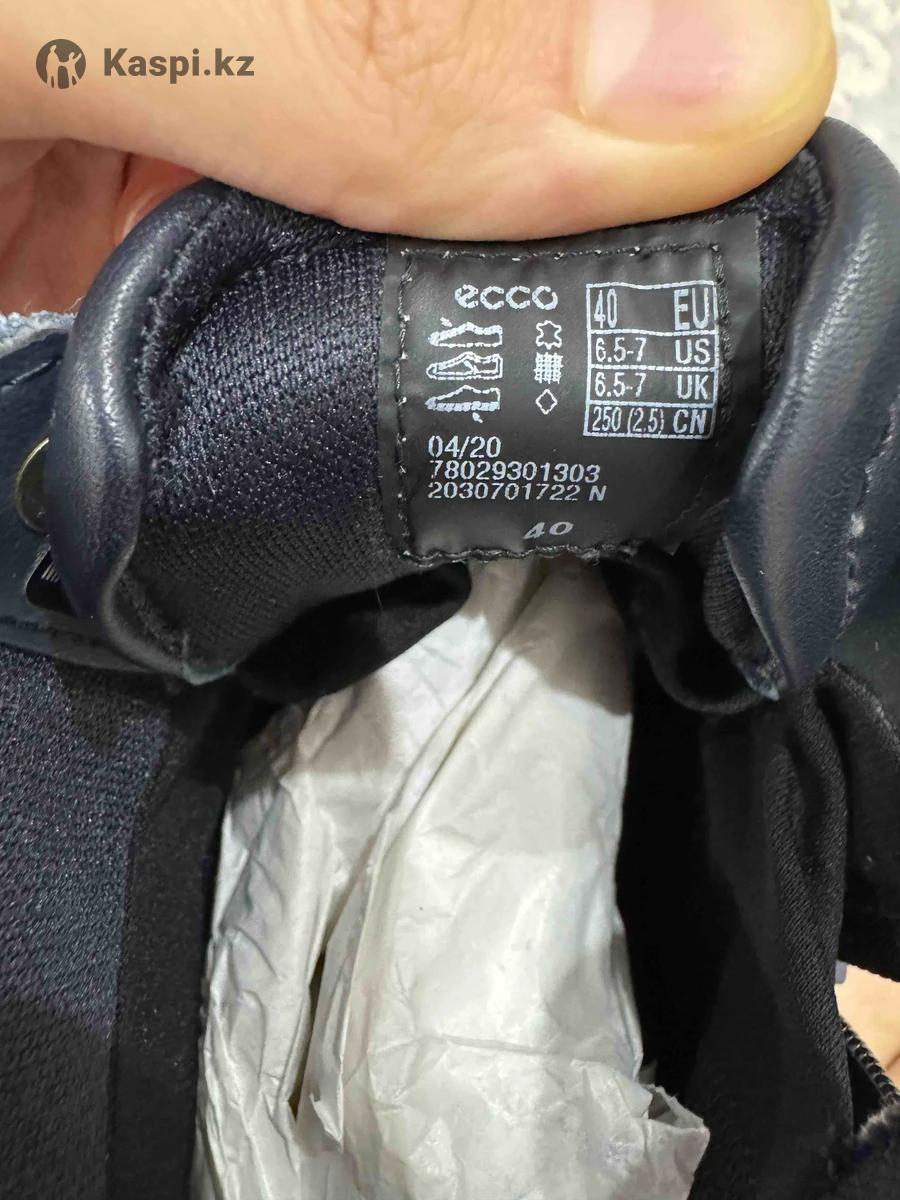 Kaspi.kz
ecco
40 EU
6.5-7 US
6.5-7 UK
250 (2.5) CN
04/20
78029301303
2030701722 N
40